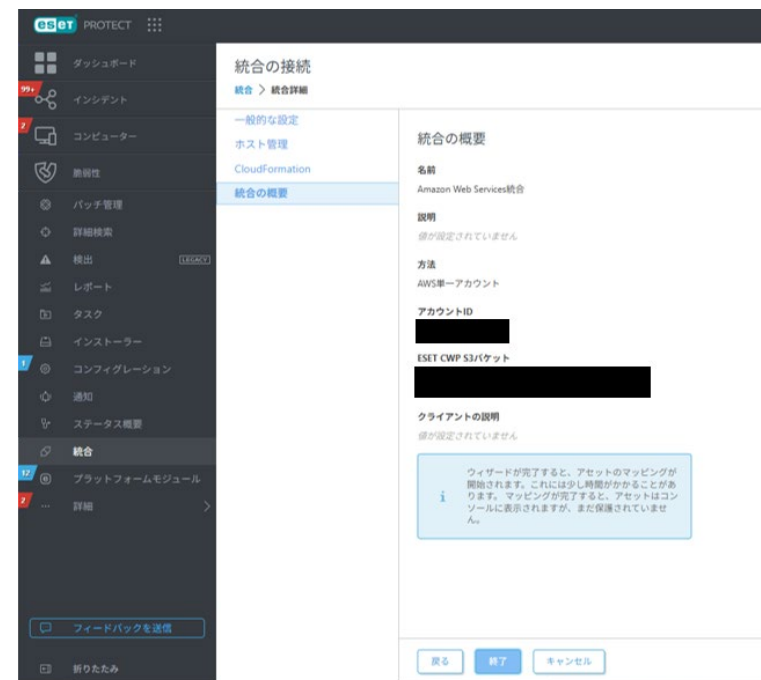 eset PROTECT
ダッシュボード
99+
インシデント
2
コンピューター
脆弱性
パッチ管理
詳細検索
検出 LEGACY
レポート
タスク
インストーラー
1
コンフィグレーション
通知
ステータス概要
統合
12
プラットフォームモジュール
2
詳細
フィードバックを送信
折りたたみ
統合の接続
統合 > 統合詳細
一般的な設定
ホスト管理
CloudFormation
統合の概要
統合の概要
名前
Amazon Web Services統合
説明
値が設定されていません
方法
AWS単一アカウント
アカウントID
ESET CWP S3バケット
クライアントの説明
値が設定されていません
ウィザードが完了すると、アセットのマッピングが
開始されます。これには少し時間がかかることがあ
ります。 マッピングが完了すると、アセットはコン
ソールに表示されますが、まだ保護されていませ
ん。
戻る
終了
キャンセル